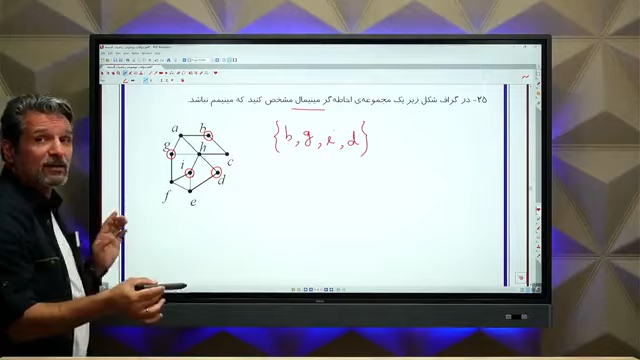 ۲۵- در گراف شکل زیر یک مجموعه‌ی احاطه‌گر مینیمال مشخص کنید که مینیمم نباشد.
{b, g, i, d}
a b
g h
i c
d
f e